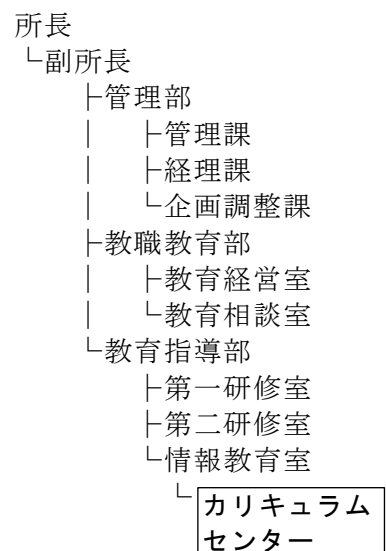 所長
└副所長
├管理部
│ ├管理課
│ ├経理課
│ └企画調整課
├教職教育部
│ ├教育経営室
│ └教育相談室
└教育指導部
├第一研修室
├第二研修室
└情報教育室
└カリキュラム
センター